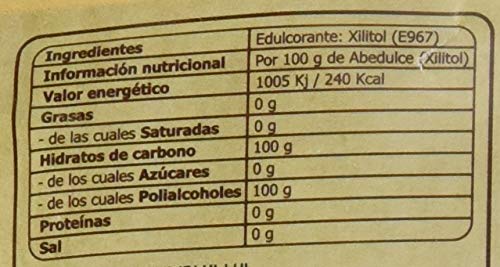 Ingredientes Edulcorante: Xilitol (E967)
Información nutricional Por 100 g de Abedulce (Xilitol)
Valor energético 1005 Kj / 240 Kcal
Grasas 0 g
- de las cuales Saturadas 0 g
Hidratos de carbono 100 g
- de los cuales Azúcares 0 g
- de los cuales Polialcoholes 100 g
Proteínas 0 g
Sal 0 g